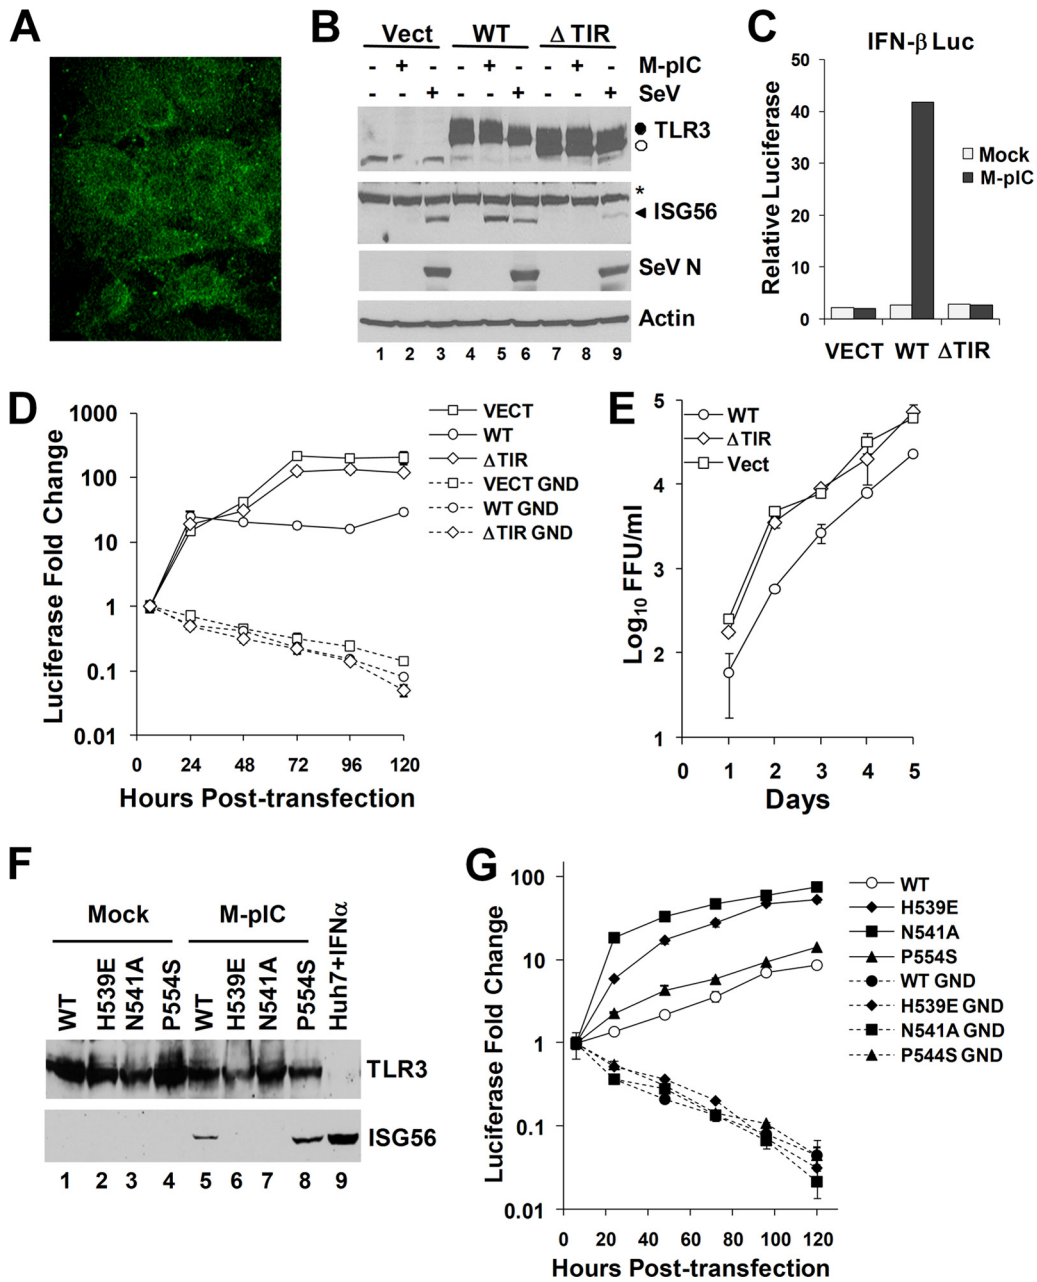 A
B
Vect WT Δ TIR
- + - - + - - + - M-pIC
- - + - - + - - + SeV
TLR3
*
ISG56
SeV N
Actin
1 2 3 4 5 6 7 8 9
C
IFN-β Luc
Relative Luciferase
50
40
30
20
10
0
Mock
M-pIC
VECT WT ΔTIR
D
Luciferase Fold Change
1000
100
10
1
0.1
0.01
0 24 48 72 96 120
Hours Post-transfection
VECT
WT
ΔTIR
VECT GND
WT GND
ΔTIR GND
E
Log10 FFU/ml
5
4
3
2
1
0 1 2 3 4 5
Days
WT
ΔTIR
Vect
F
Mock M-pIC
WT H539E N541A P554S WT H539E N541A P554S Huh7+IFNα
TLR3
ISG56
1 2 3 4 5 6 7 8 9
G
Luciferase Fold Change
100
10
1
0.1
0.01
0 20 40 60 80 100 120
Hours Post-transfection
WT
H539E
N541A
P554S
WT GND
H539E GND
N541A GND
P544S GND